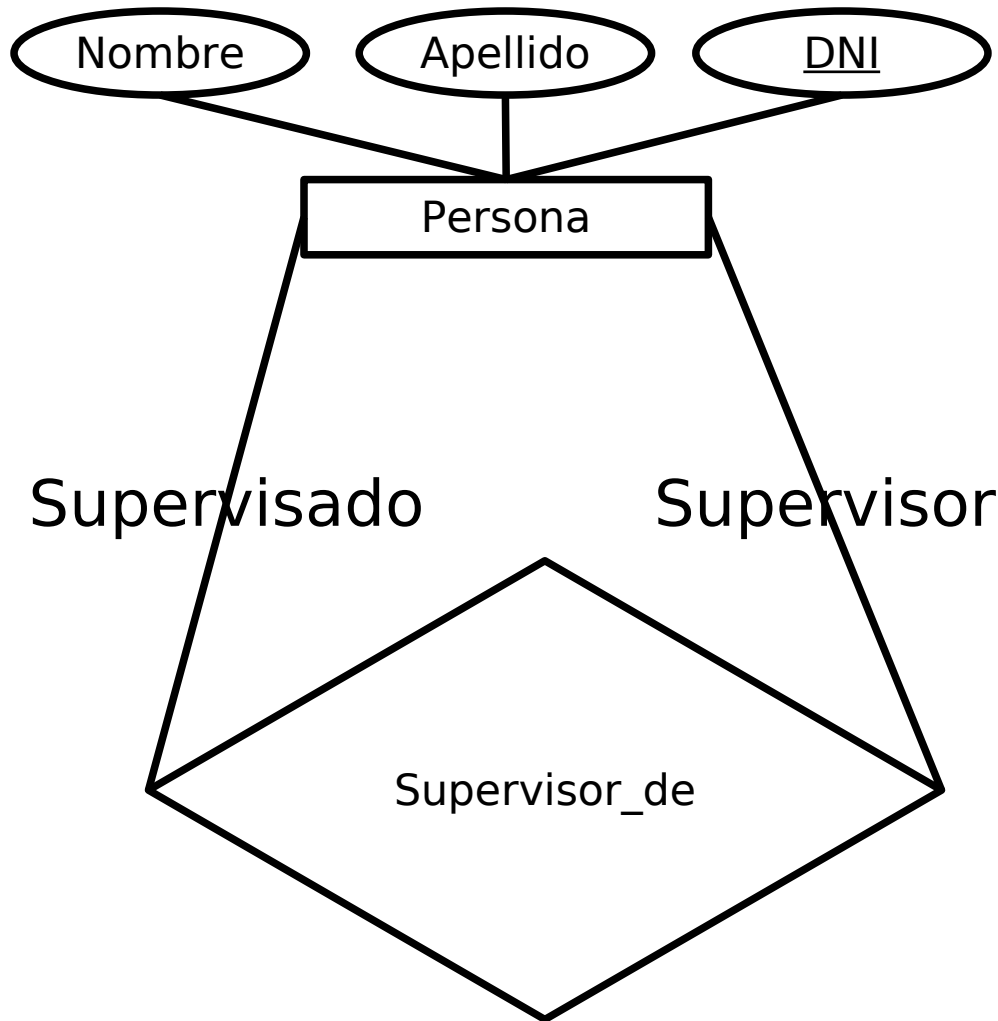 Nombre
Apellido
DNI
Persona
Supervisado
Supervisor
Supervisor_de